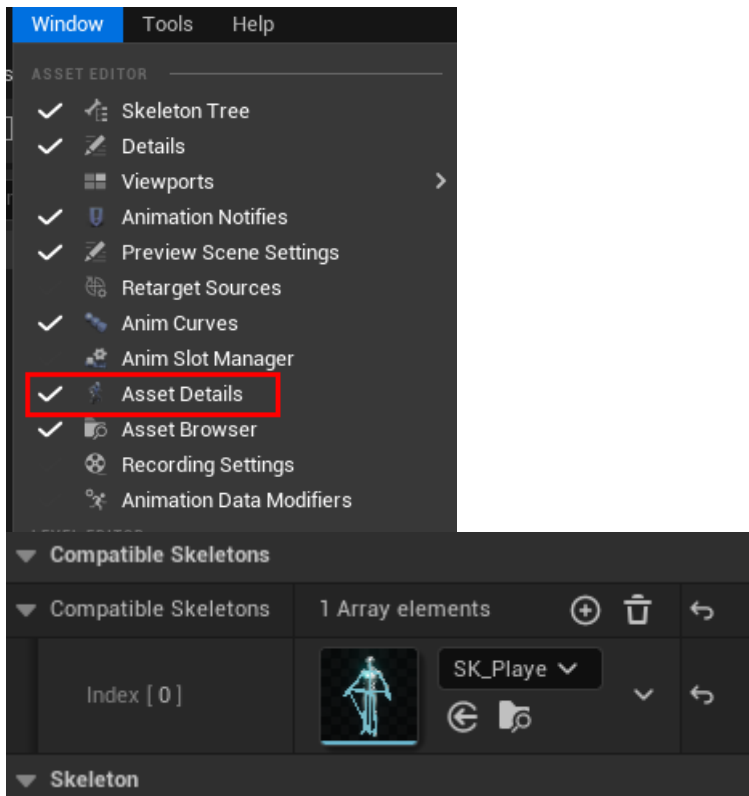 Window Tools Help
ASSET EDITOR
Skeleton Tree
Details
Viewports
Animation Notifies
Preview Scene Settings
Retarget Sources
Anim Curves
Anim Slot Manager
Asset Details
Asset Browser
Recording Settings
Animation Data Modifiers
Compatible Skeletons
Compatible Skeletons 1 Array elements
SK_Playe
Index [ 0 ]
Skeleton